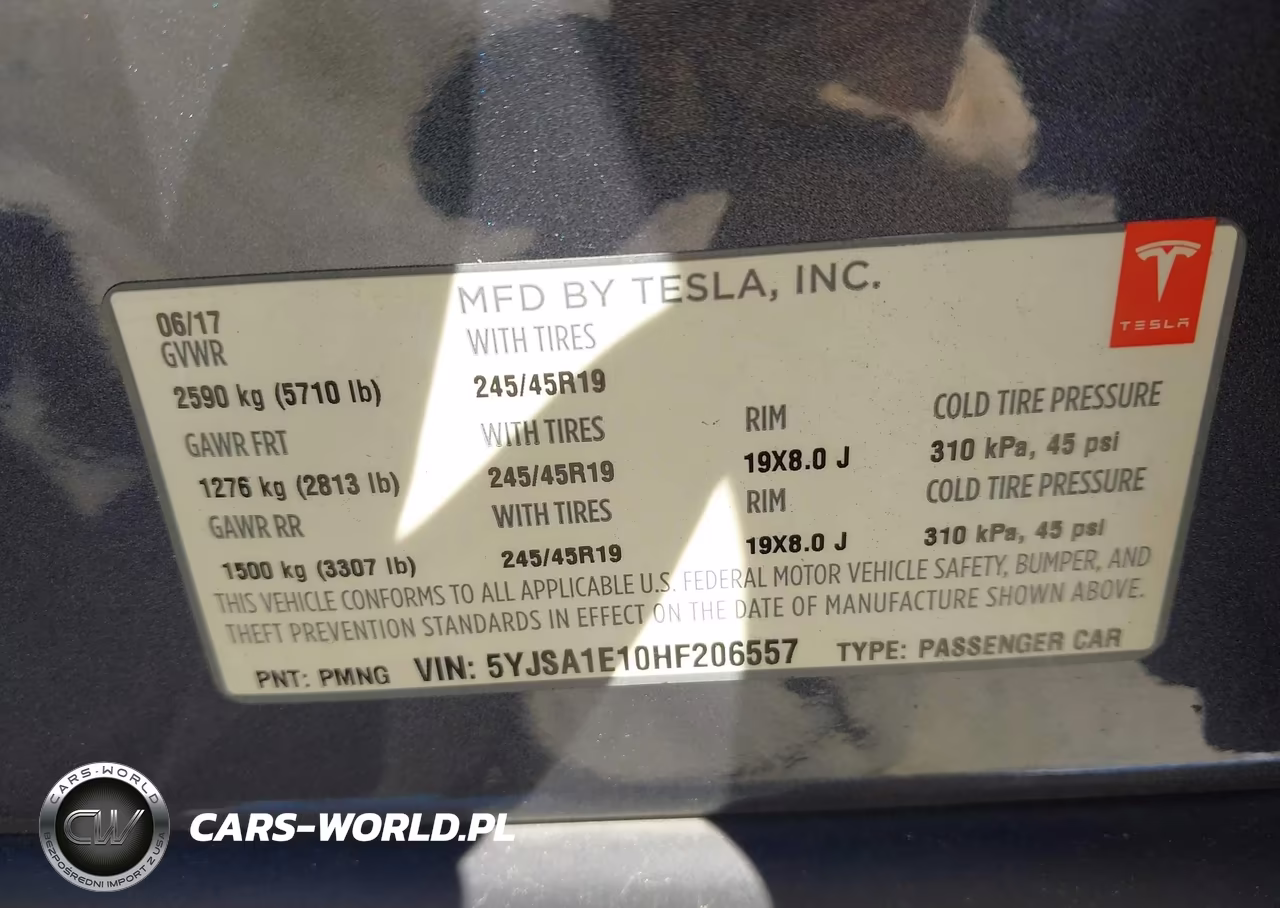 MFD BY TESLA, INC.
TESLA
06/17
GVWR WITH TIRES
2590 kg (5710 lb) 245/45R19
GAWR FRT WITH TIRES RIM COLD TIRE PRESSURE
1276 kg (2813 lb) 245/45R19 19X8.0 J 310 kPa, 45 psi
GAWR RR WITH TIRES RIM COLD TIRE PRESSURE
1500 kg (3307 lb) 245/45R19 19X8.0 J 310 kPa, 45 psi
THIS VEHICLE CONFORMS TO ALL APPLICABLE U.S. FEDERAL MOTOR VEHICLE SAFETY, BUMPER, AND
THEFT PREVENTION STANDARDS IN EFFECT ON THE DATE OF MANUFACTURE SHOWN ABOVE.
PNT: PMNG VIN: 5YJSA1E10HF206557 TYPE: PASSENGER CAR
CARS-WORLD
CW
BEZPOŚREDNI IMPORT Z USA
CARS-WORLD.PL